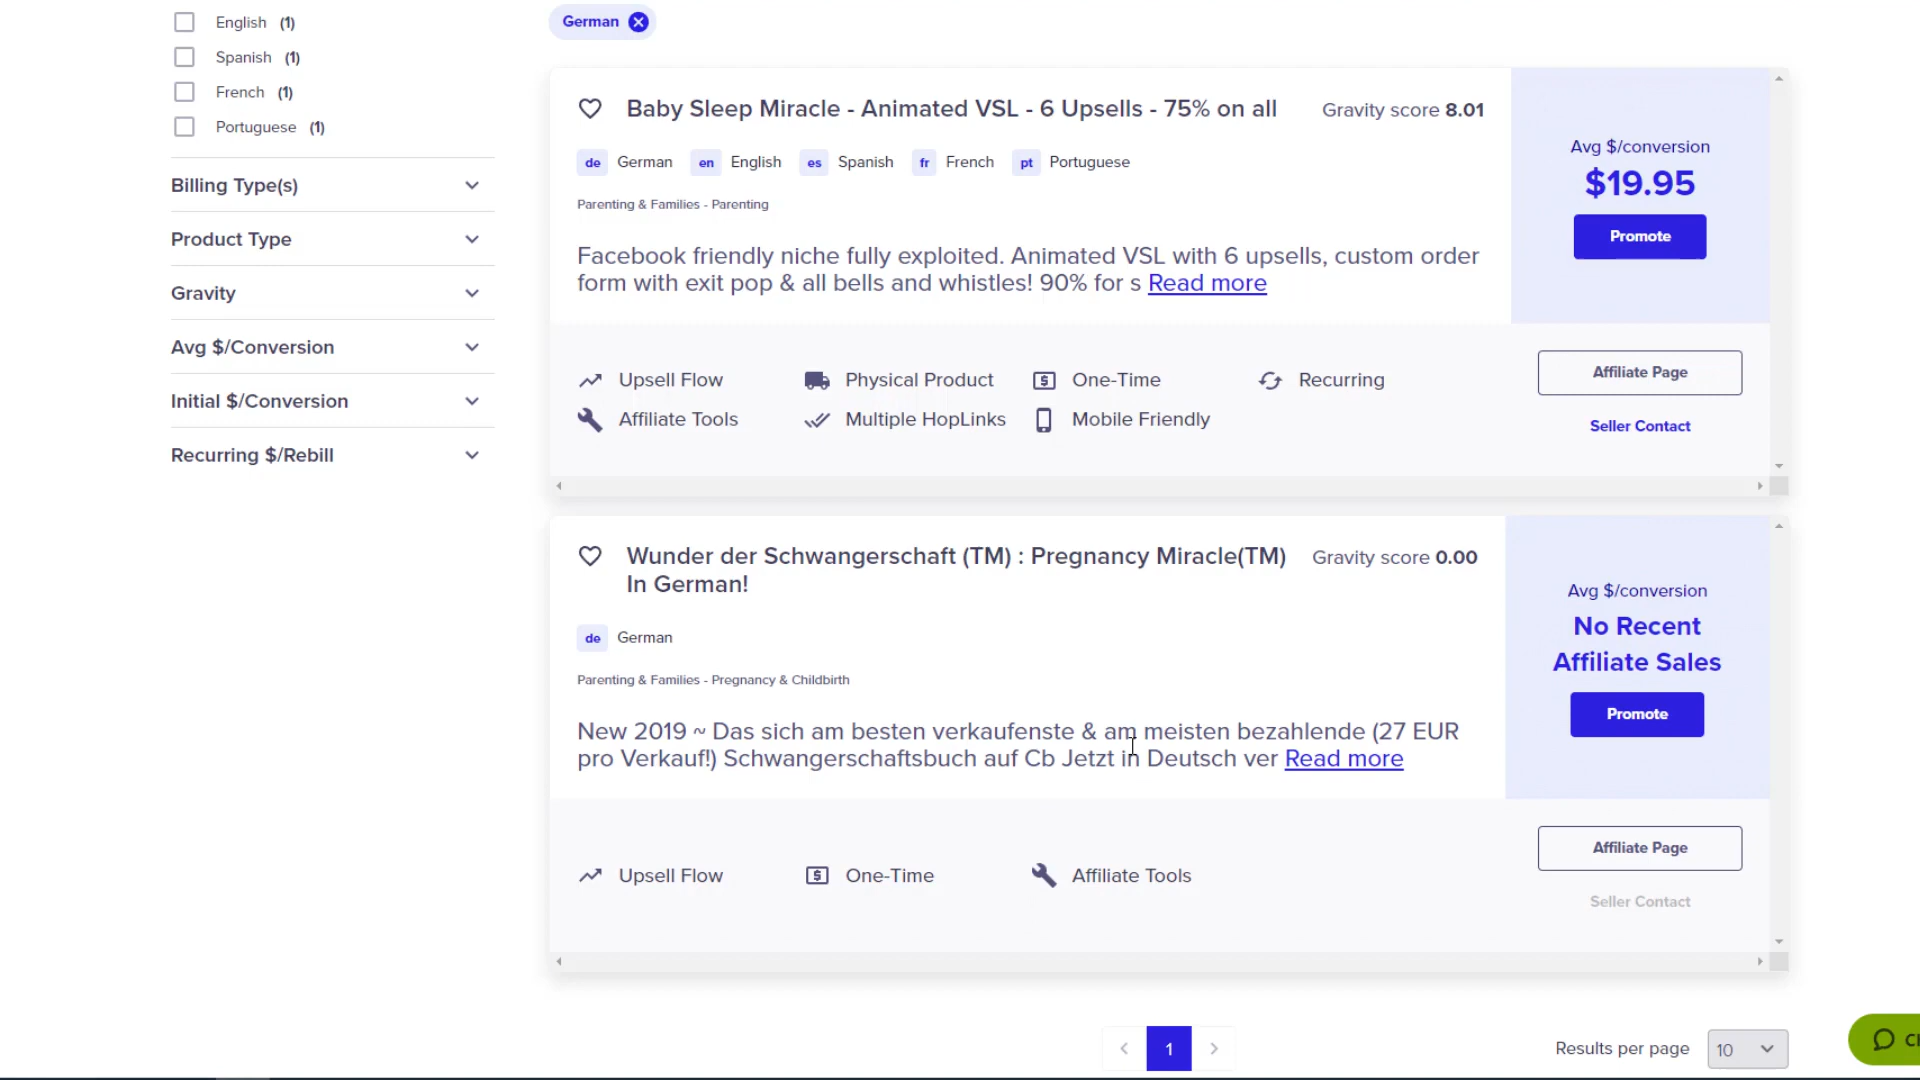 English (1)
Spanish (1)
French (1)
Portuguese (1)
Billing Type(s)
Product Type
Gravity
Avg $/Conversion
Initial $/Conversion
Recurring $/Rebill
German
Baby Sleep Miracle - Animated VSL - 6 Upsells - 75% on all
Gravity score 8.01
de German en English es Spanish fr French pt Portuguese
Parenting & Families - Parenting
Facebook friendly niche fully exploited. Animated VSL with 6 upsells, custom order
form with exit pop & all bells and whistles! 90% for s Read more
Avg $/conversion
$19.95
Promote
Upsell Flow Physical Product One-Time Recurring
Affiliate Tools Multiple HopLinks Mobile Friendly
Affiliate Page
Seller Contact
Wunder der Schwangerschaft (TM) : Pregnancy Miracle(TM)
In German!
Gravity score 0.00
de German
Parenting & Families - Pregnancy & Childbirth
New 2019 ~ Das sich am besten verkaufenste & am meisten bezahlende (27 EUR
pro Verkauf!) Schwangerschaftsbuch auf Cb Jetzt in Deutsch ver Read more
Avg $/conversion
No Recent
Affiliate Sales
Promote
Upsell Flow One-Time Affiliate Tools
Affiliate Page
Seller Contact
1
Results per page 10